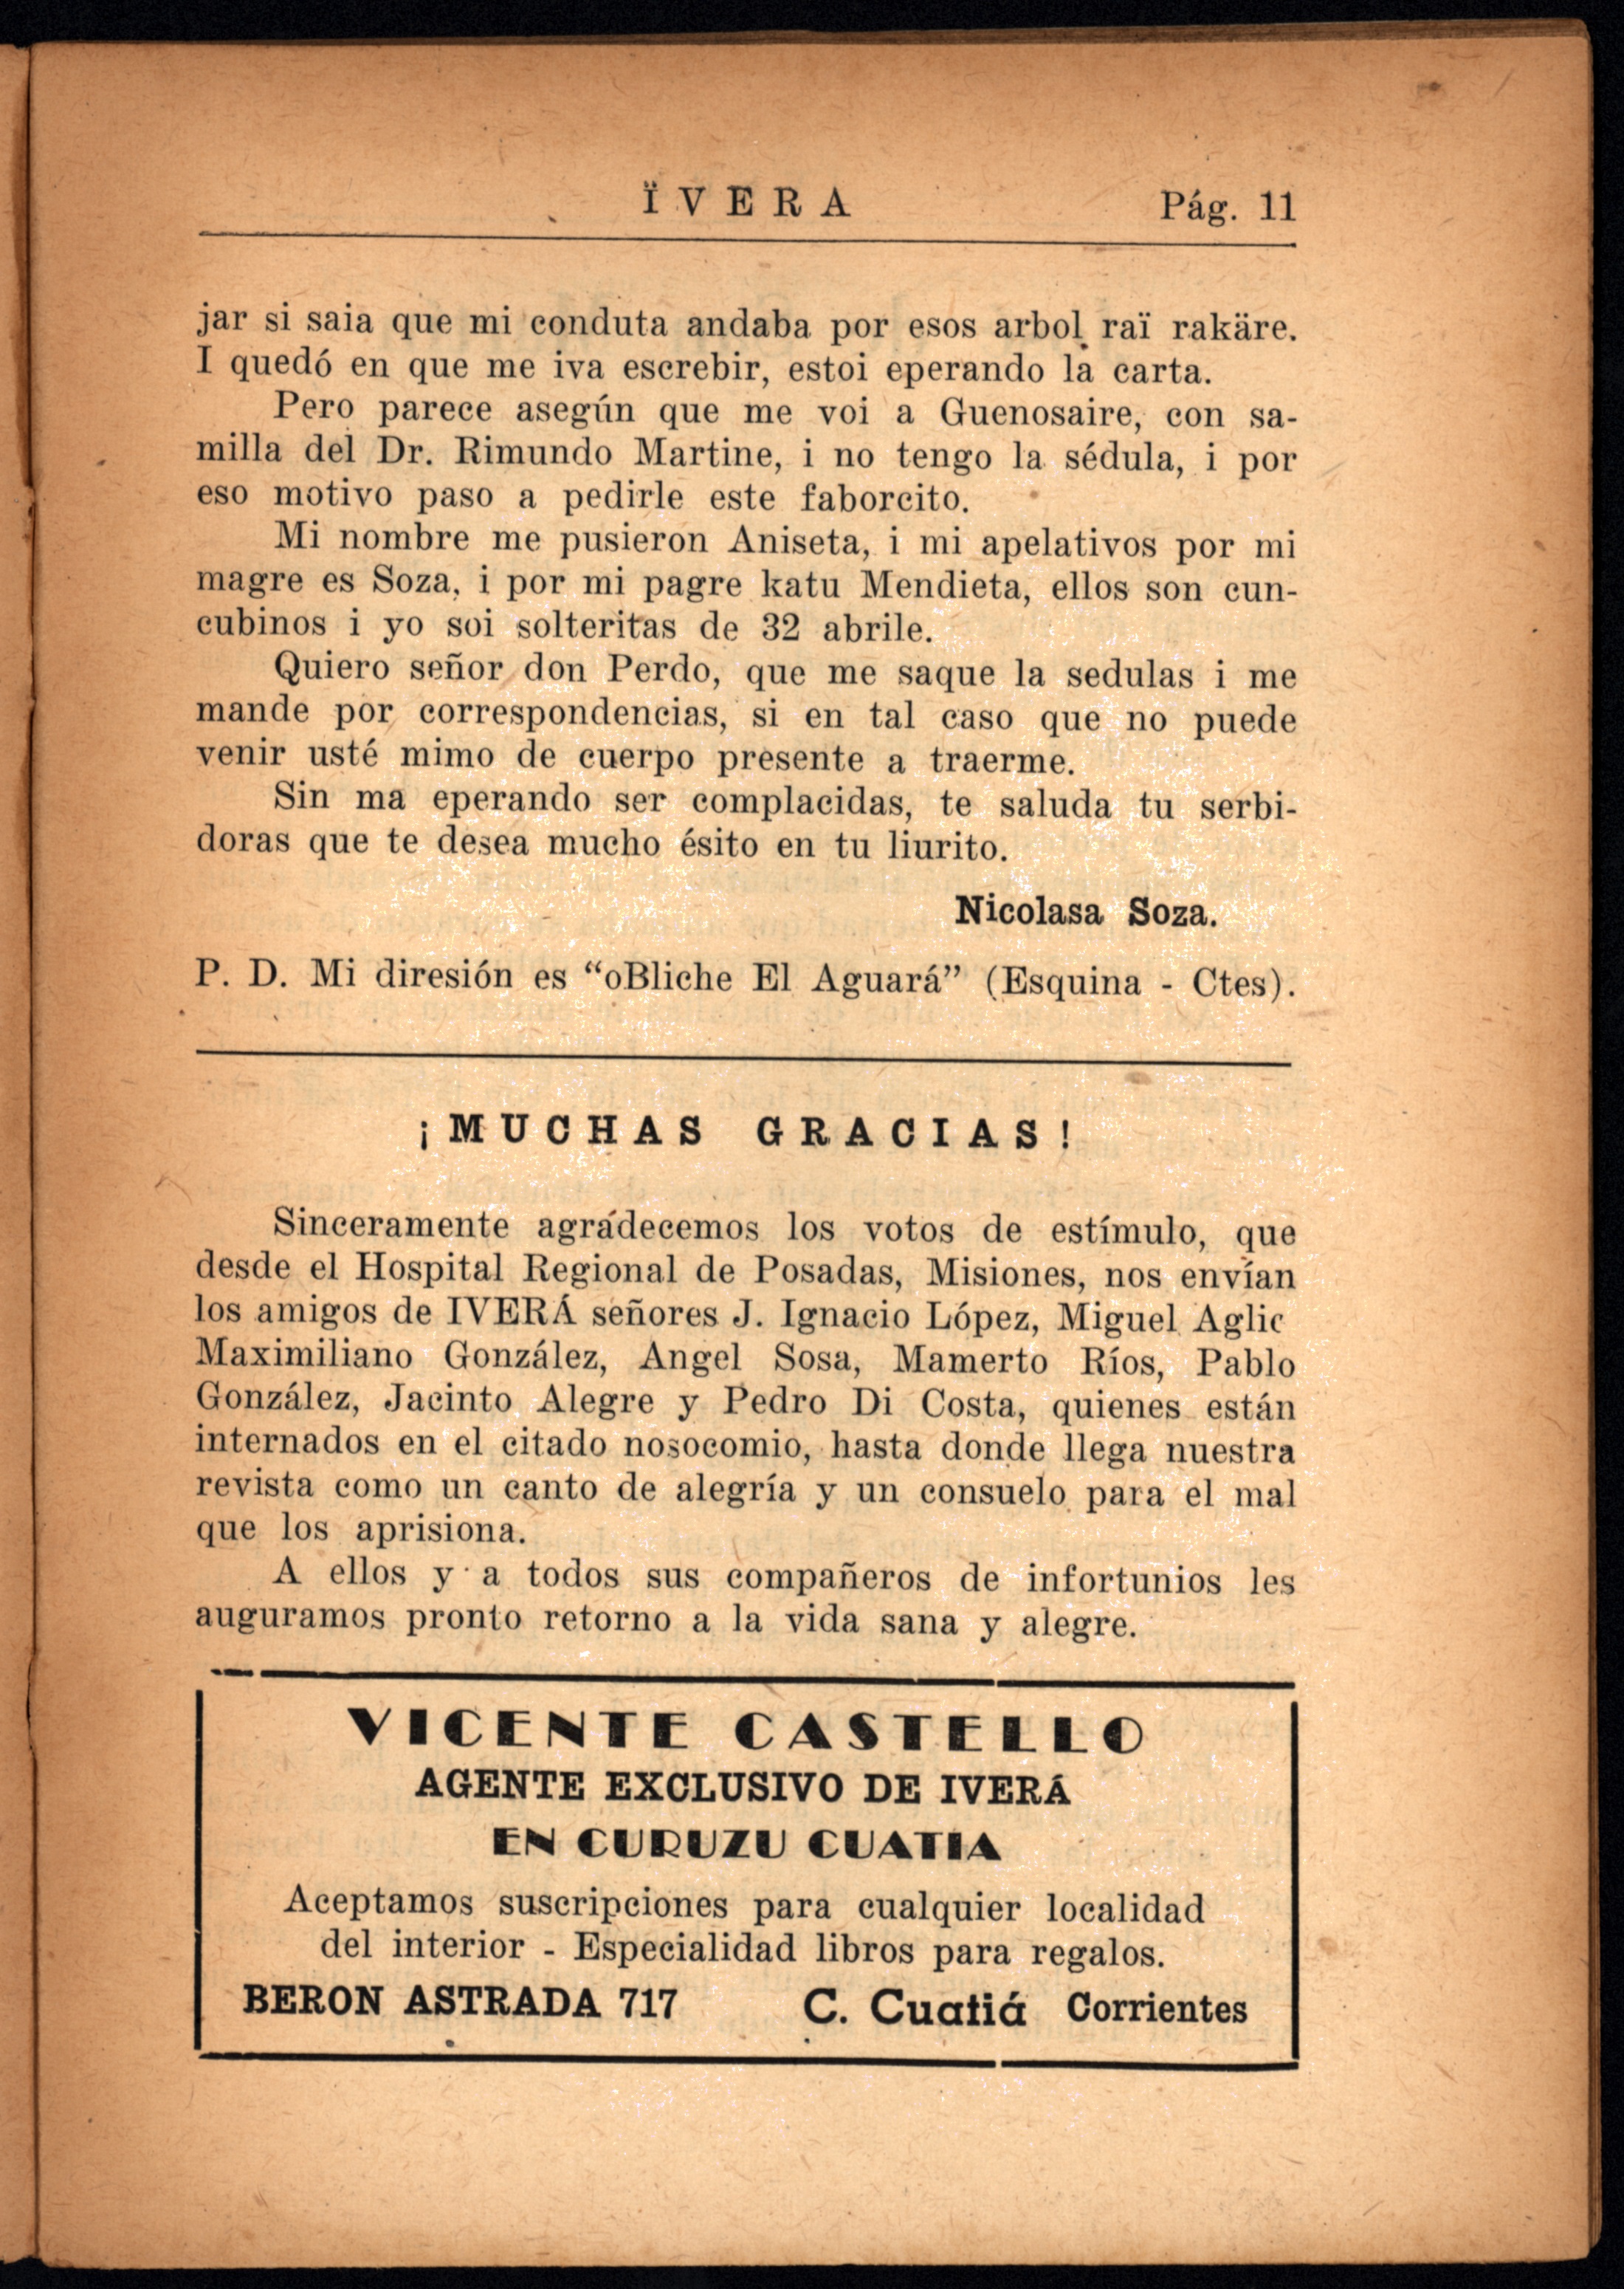 ÏVERA Pág. 11
jar si saia que mi conduta andaba por esos arbol raï rakäre.
I quedó en que me iva escrebir, estoi eperando la carta.
Pero parece asegún que me voi a Guenosaire, con sa-
milla del Dr. Rimundo Martine, i no tengo la sédula, i por
eso motivo paso a pedirle este faborcito.
Mi nombre me pusieron Aniseta, i mi apelativos por mi
magre es Soza, i por mi pagre katu Mendieta, ellos son cun-
cubinos i yo soi solteritas de 32 abrile.
Quiero señor don Perdo, que me saque la sedulas i me
mande por correspondencias, si en tal caso que no puede
venir usté mimo de cuerpo presente a traerme.
Sin ma eperando ser complacidas, te saluda tu serbi-
doras que te desea mucho ésito en tu liurito.
Nicolasa Soza.
P. D. Mi diresión es “oBliche El Aguará” (Esquina - Ctes).
¡MUCHAS GRACIAS!
Sinceramente agrádecemos los votos de estímulo, que
desde el Hospital Regional de Posadas, Misiones, nos envían
los amigos de IVERÁ señores J. Ignacio López, Miguel Aglic
Maximiliano González, Angel Sosa, Mamerto Ríos, Pablo
González, Jacinto Alegre y Pedro Di Costa, quienes están
internados en el citado nosocomio, hasta donde llega nuestra
revista como un canto de alegría y un consuelo para el mal
que los aprisiona.
A ellos y a todos sus compañeros de infortunios les
auguramos pronto retorno a la vida sana y alegre.
VICENTE CASTELLO
AGENTE EXCLUSIVO DE IVERÁ
EN CURUZU CUATIA
Aceptamos suscripciones para cualquier localidad
del interior - Especialidad libros para regalos.
BERON ASTRADA 717 C. Cuatiá Corrientes